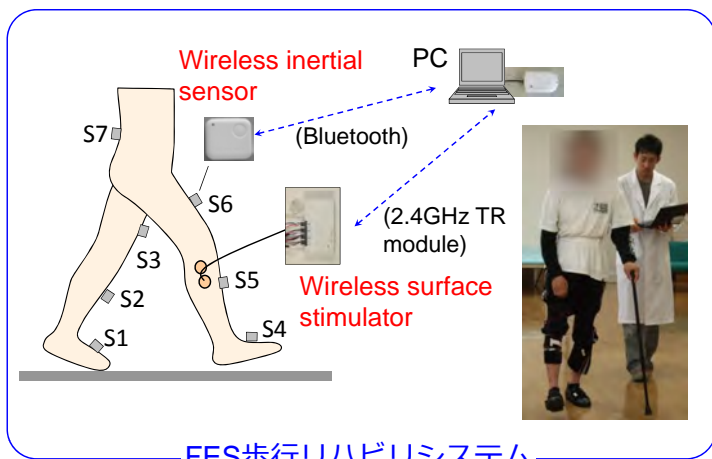 Wireless inertial
sensor
PC
S7
(Bluetooth)
S6
(2.4GHz TR
module)
S3
S5
Wireless surface
stimulator
S2
S4
S1
FES歩行リハビリシステム